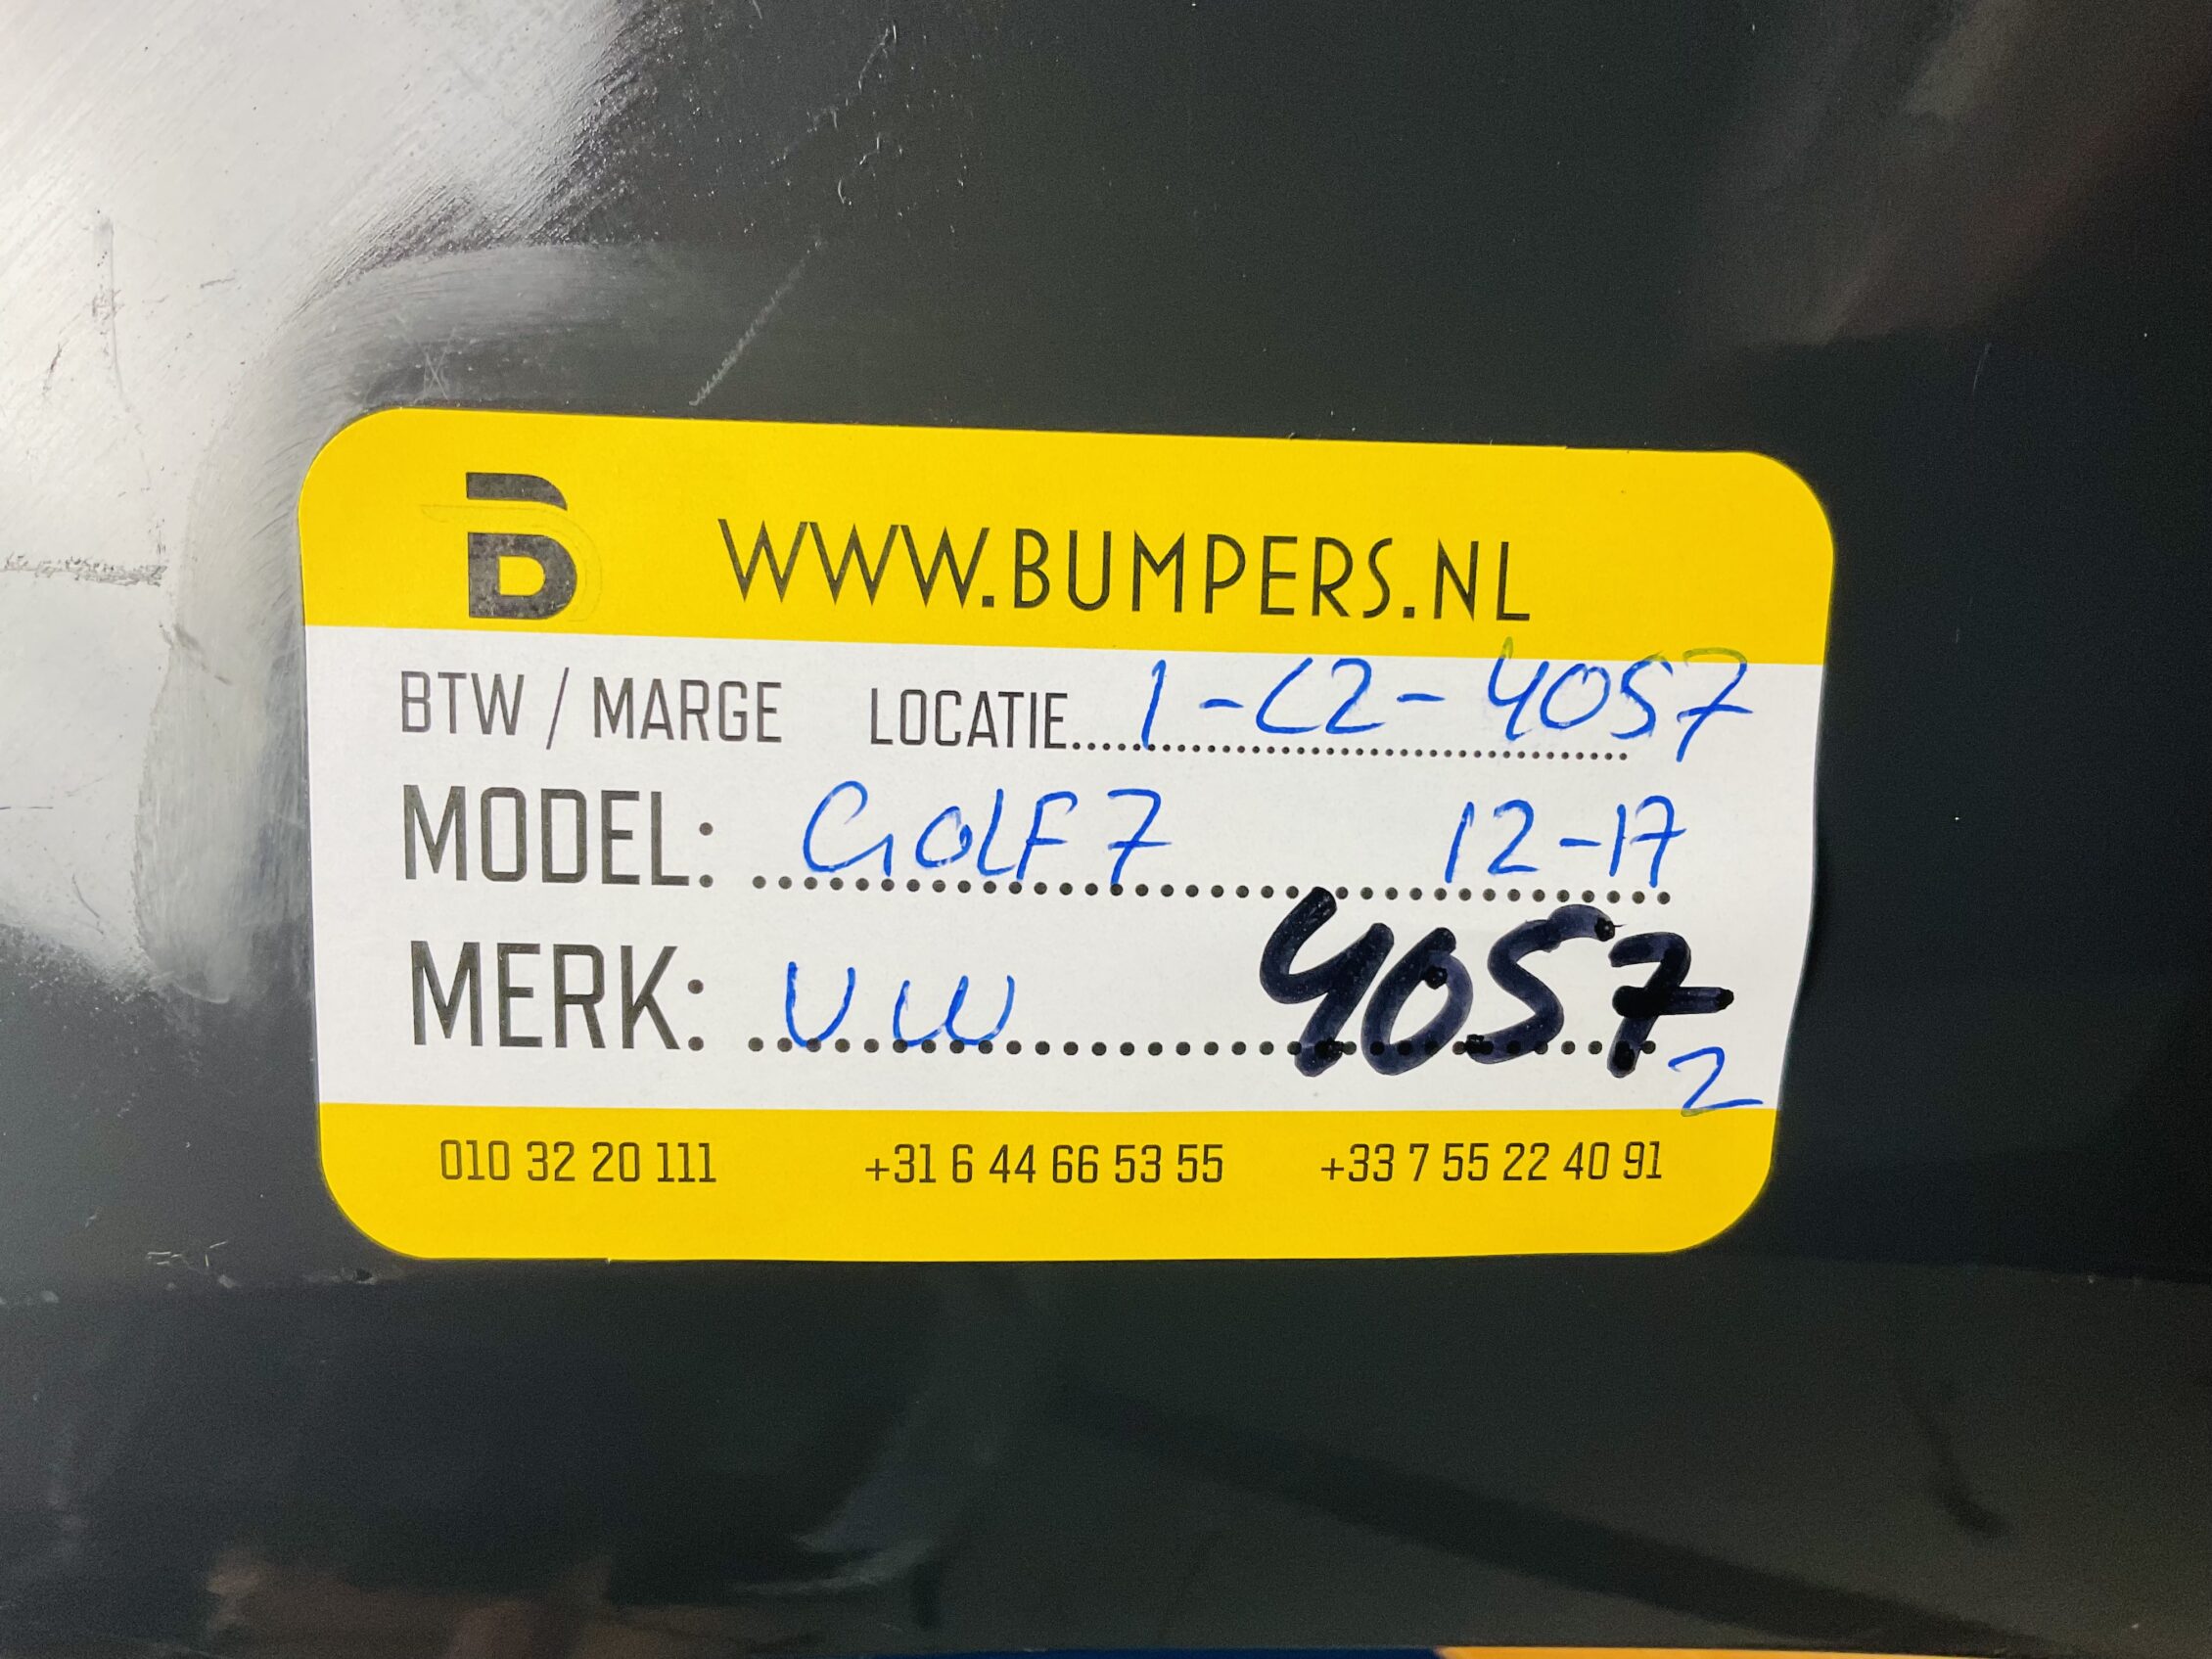 B WWW.BUMPERS.NL
BTW / MARGE LOCATIE 1-C2-4057
MODEL: GOLF 7 12-17
MERK: VW 4057
2
010 32 20 111 +31 6 44 66 53 55 +33 7 55 22 40 91